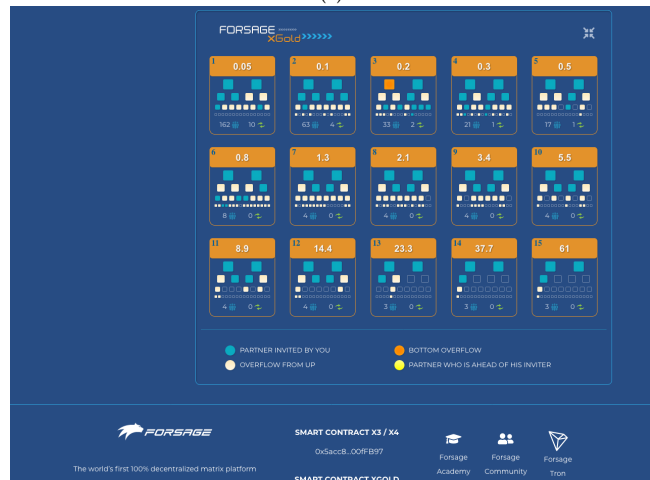 FORSAGE
xGold
1 0.05
2 0.1
3 0.2
4 0.3
5 0.5
162 10
63 4
33 2
21 1
17 1
6 0.8
7 1.3
8 2.1
9 3.4
10 5.5
8 0
4 0
4 0
4 0
4 0
11 8.9
12 14.4
13 23.3
14 37.7
15 61
4 0
4 0
3 0
3 0
3 0
PARTNER INVITED BY YOU
BOTTOM OVERFLOW
OVERFLOW FROM UP
PARTNER WHO IS AHEAD OF HIS INVITER
FORSAGE
The world's first 100% decentralized matrix platform
SMART CONTRACT X3 / X4
0x5acc8...00fFB97
SMART CONTRACT XGOLD
Forsage
Academy
Forsage
Community
Forsage
Tron